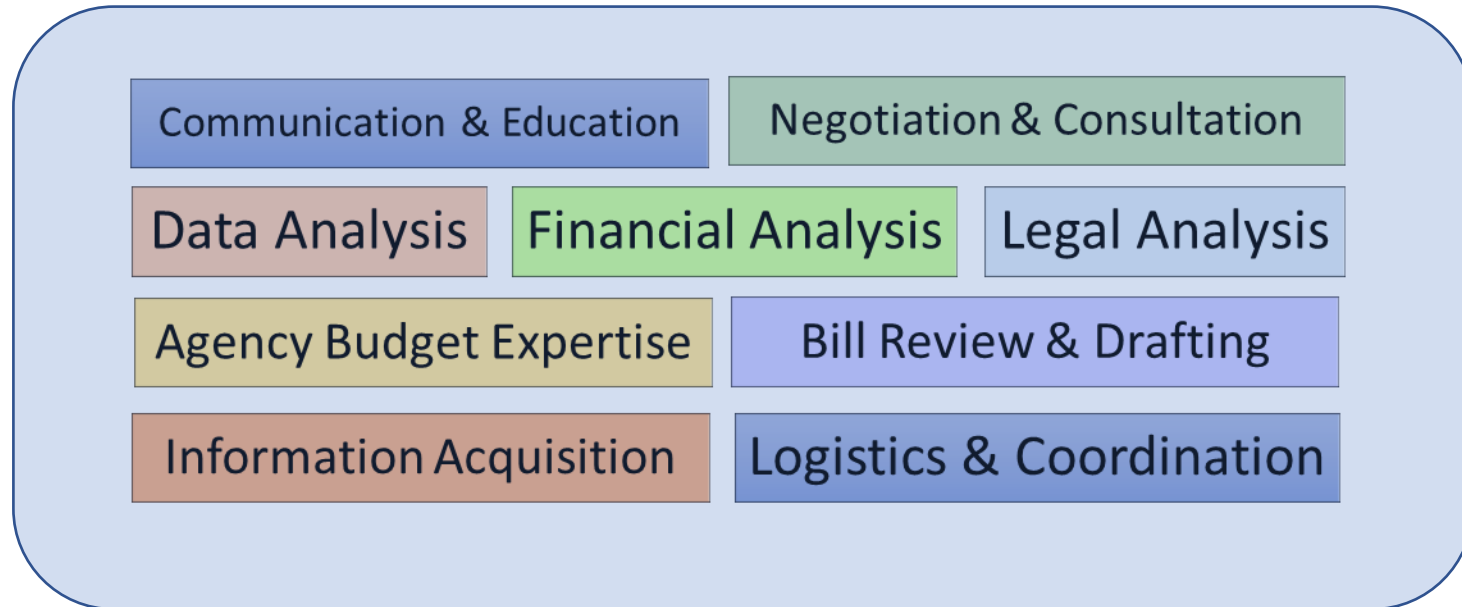 Communication & Education
Negotiation & Consultation
Data Analysis
Financial Analysis
Legal Analysis
Agency Budget Expertise
Bill Review & Drafting
Information Acquisition
Logistics & Coordination